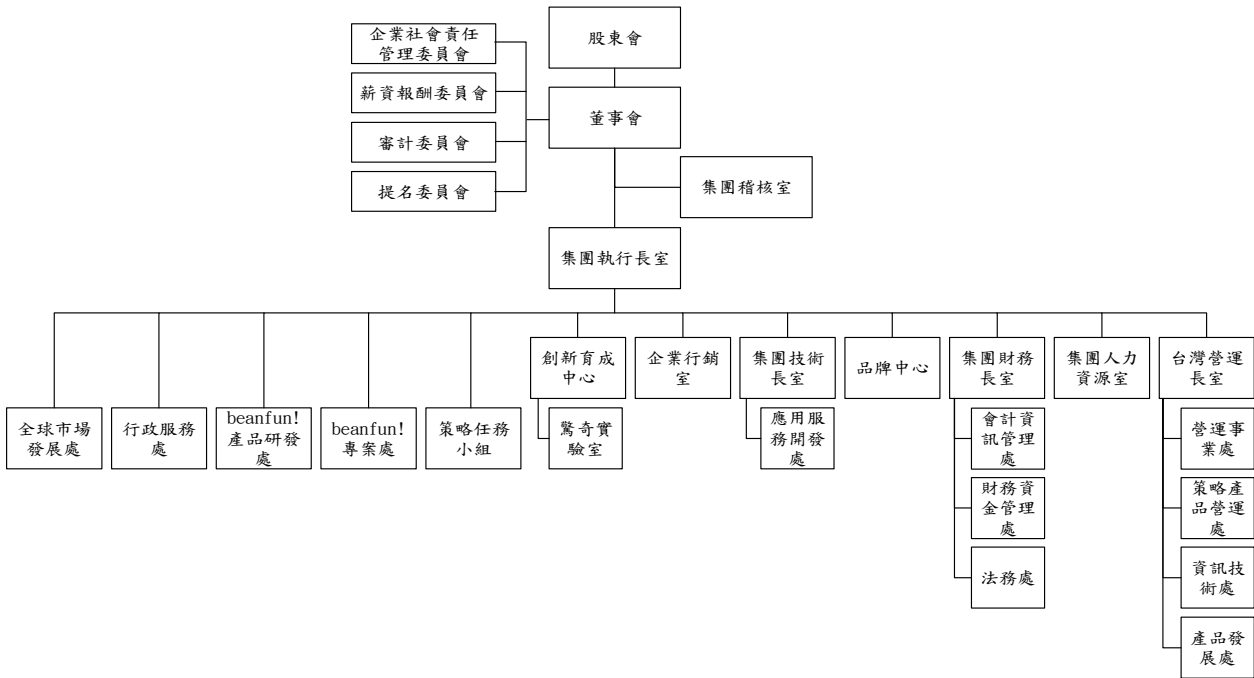 企業社會責任
管理委員會
股東會
薪資報酬委員會
董事會
審計委員會
提名委員會
集團稽核室
集團執行長室
創新育成
中心
企業行銷
室
集團技術
長室
品牌中心
集團財務
長室
集團人力
資源室
台灣營運
長室
全球市場
發展處
行政服務
處
beanfun!
產品研發
處
beanfun!
專案處
策略任務
小組
驚奇實
驗室
應用服
務開發
處
會計資
訊管理
處
營運事
業處
財務資
金管理
處
策略產
品營運
處
法務處
資訊技
術處
產品發
展處